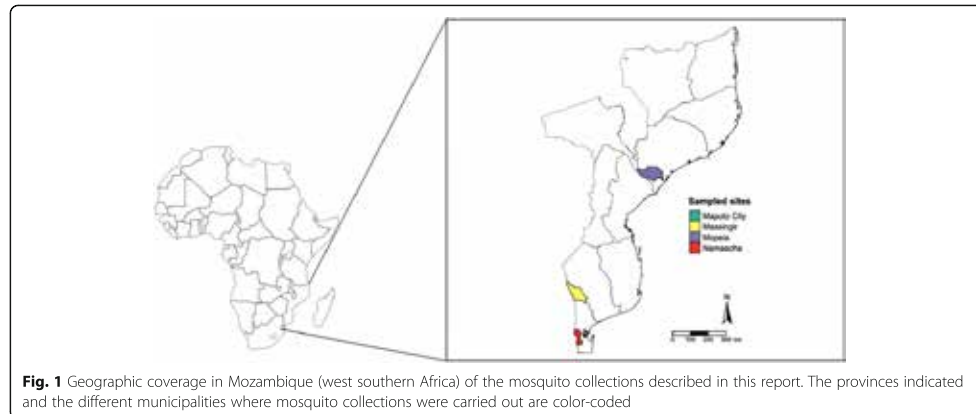 Sampled sites
Maputo City
Massingir
Mopeia
Namaacha
N
Fig. 1 Geographic coverage in Mozambique (west southern Africa) of the mosquito collections described in this report. The provinces indicated
and the different municipalities where mosquito collections were carried out are color-coded